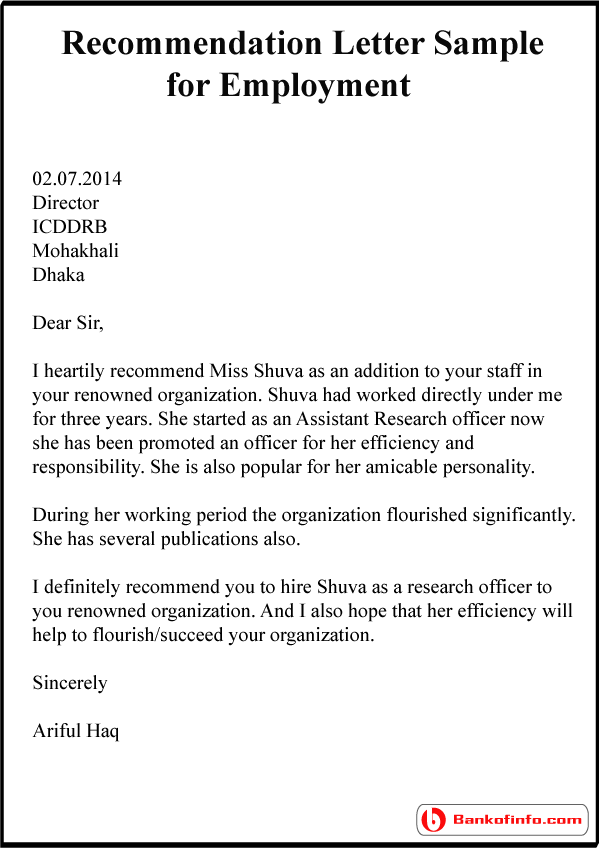 Recommendation Letter Sample
for Employment
02.07.2014
Director
ICDDRB
Mohakhali
Dhaka
Dear Sir,
I heartily recommend Miss Shuva as an addition to your staff in
your renowned organization. Shuva had worked directly under me
for three years. She started as an Assistant Research officer now
she has been promoted an officer for her efficiency and
responsibility. She is also popular for her amicable personality.
During her working period the organization flourished significantly.
She has several publications also.
I definitely recommend you to hire Shuva as a research officer to
you renowned organization. And I also hope that her efficiency will
help to flourish/succeed your organization.
Sincerely
Ariful Haq
Bankofinfo.com